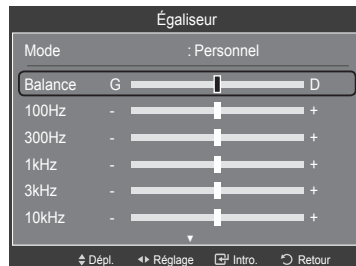 Égaliseur
Mode : Personnel
Balance G D
100Hz - +
300Hz - +
1kHz - +
3kHz - +
10kHz - +
Dépl. Réglage Intro. Retour